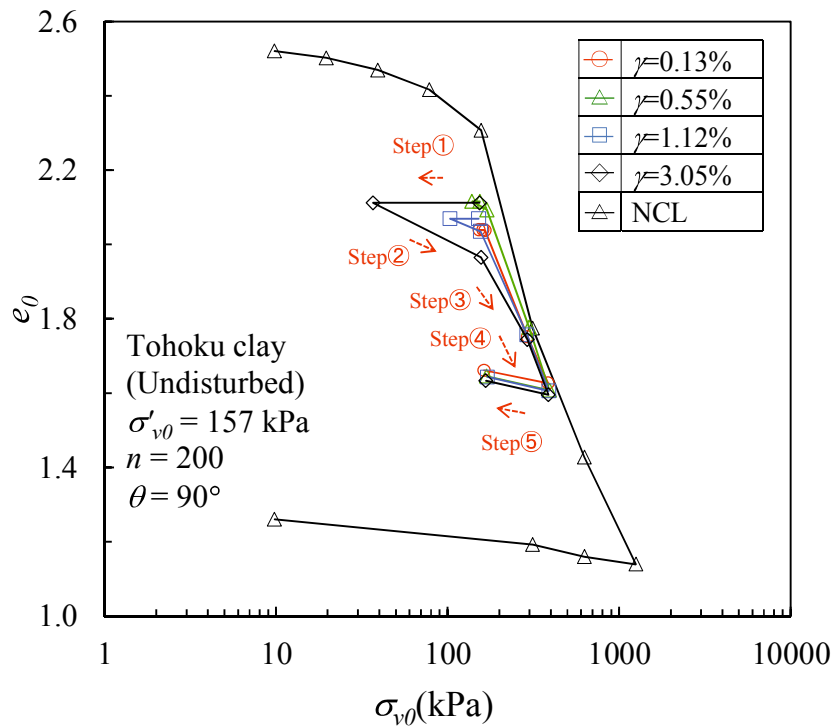 2.6
2.2
1.8
1.4
1.0
e0
1
10
100
1000
10000
σv0(kPa)
γ=0.13%
γ=0.55%
γ=1.12%
γ=3.05%
NCL
Step①
Step②
Step③
Step④
Step⑤
Tohoku clay
(Undisturbed)
σ'v0 = 157 kPa
n = 200
θ = 90°